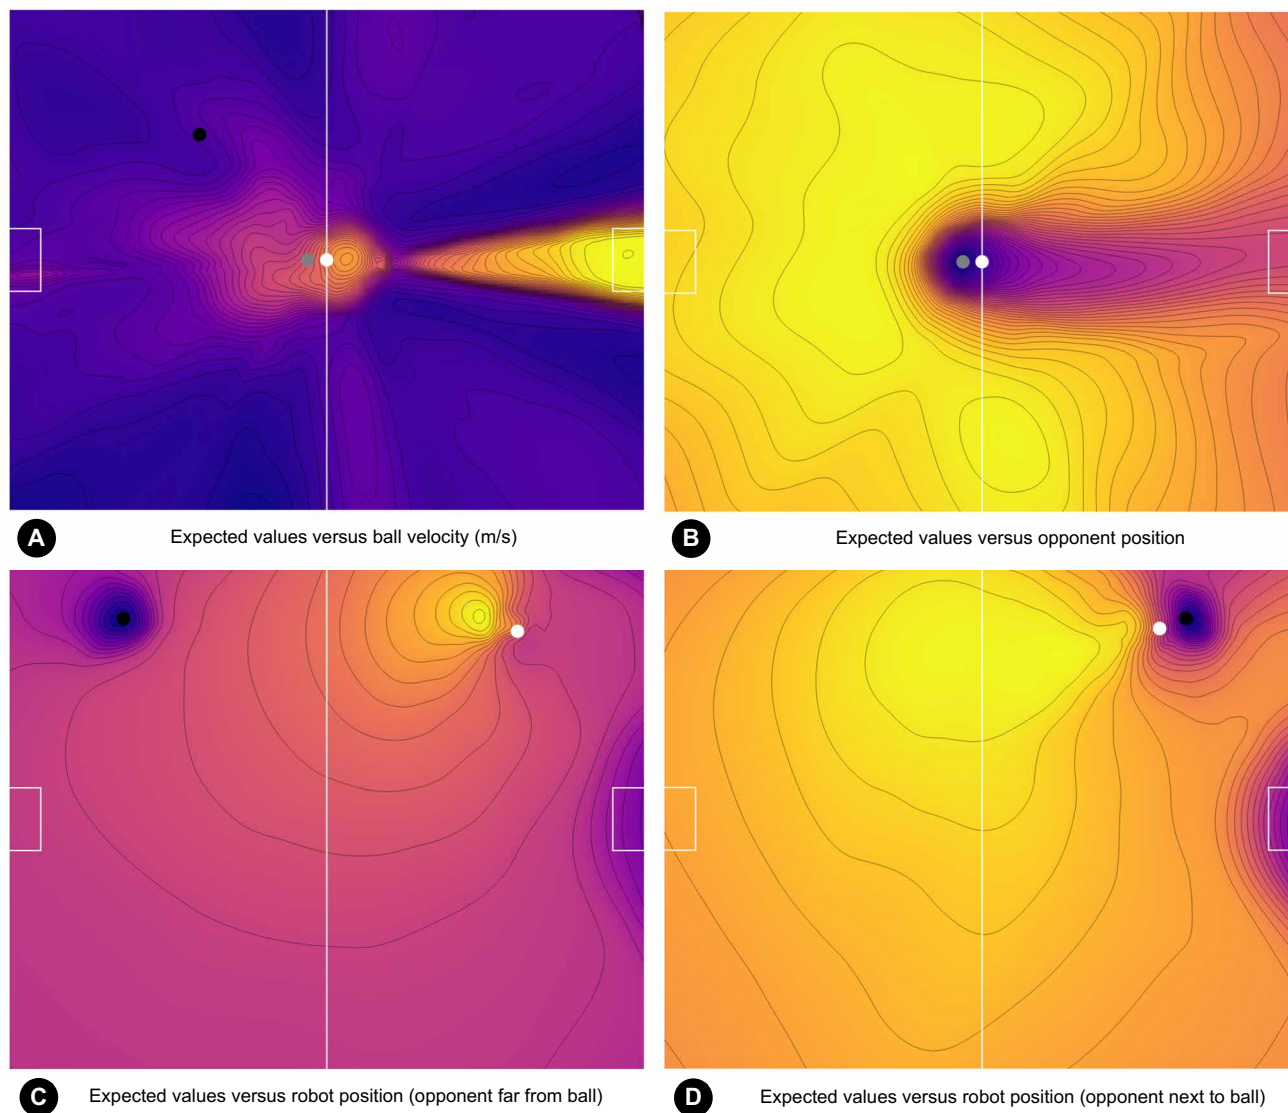 A Expected values versus ball velocity (m/s)
B Expected values versus opponent position
C Expected values versus robot position (opponent far from ball)
D Expected values versus robot position (opponent next to ball)